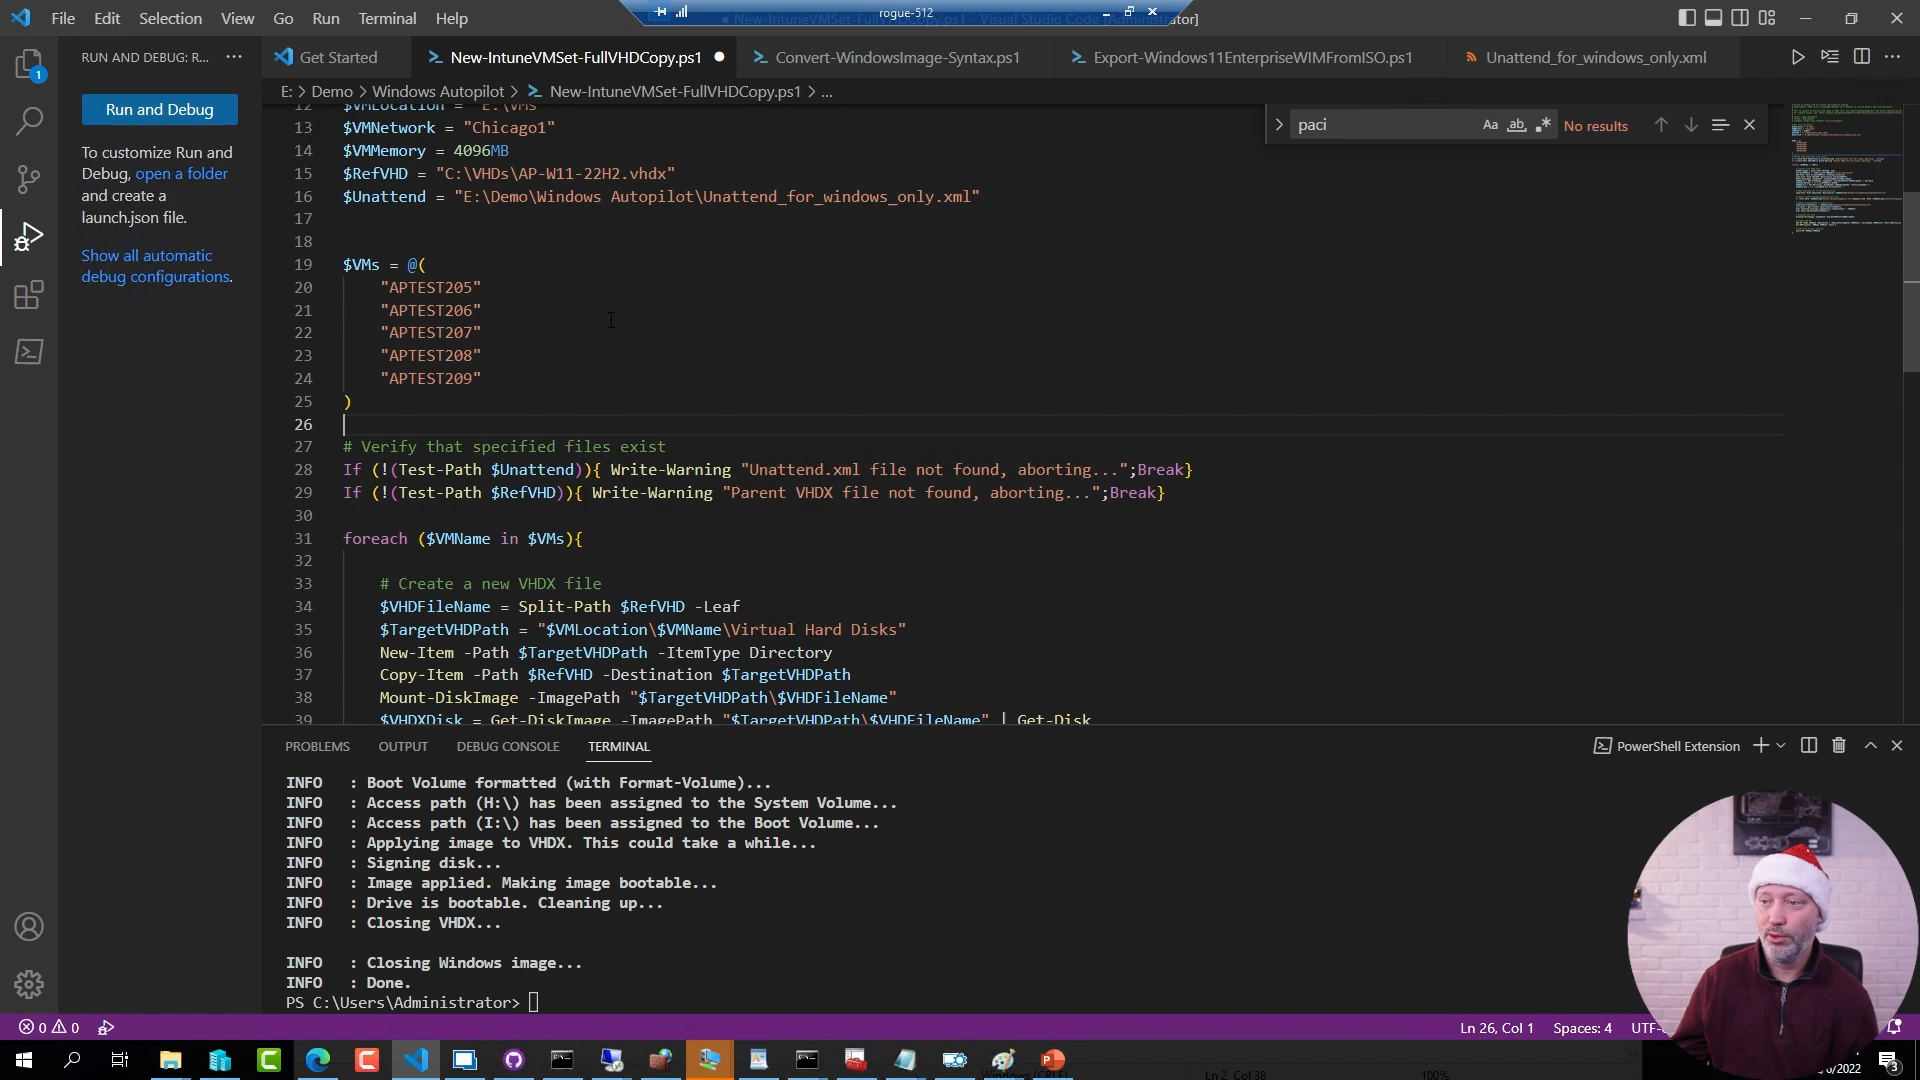 File Edit Selection View Go Run Terminal Help
rogue-512
New-IntuneVMSet-FullVHDCopy.ps1 - Visual Studio Code [Administrator]
RUN AND DEBUG: R...
Get Started
New-IntuneVMSet-FullVHDCopy.ps1
Convert-WindowsImage-Syntax.ps1
Export-Windows11EnterpriseWIMFromISO.ps1
Unattend_for_windows_only.xml
E: > Demo > Windows Autopilot > New-IntuneVMSet-FullVHDCopy.ps1 > ...
1
Run and Debug
To customize Run and
Debug, open a folder
and create a
launch.json file.
Show all automatic
debug configurations.
paci
Aa ab No results
12 $VMLocation = "E:\VMs"
13 $VMNetwork = "Chicago1"
14 $VMMemory = 4096MB
15 $RefVHD = "C:\VHDs\AP-W11-22H2.vhdx"
16 $Unattend = "E:\Demo\Windows Autopilot\Unattend_for_windows_only.xml"
17
18
19 $VMs = @(
20 "APTEST205"
21 "APTEST206"
22 "APTEST207"
23 "APTEST208"
24 "APTEST209"
25 )
26
27 # Verify that specified files exist
28 If (!(Test-Path $Unattend)){ Write-Warning "Unattend.xml file not found, aborting...";Break}
29 If (!(Test-Path $RefVHD)){ Write-Warning "Parent VHDX file not found, aborting...";Break}
30
31 foreach ($VMName in $VMs){
32
33 # Create a new VHDX file
34 $VHDFileName = Split-Path $RefVHD -Leaf
35 $TargetVHDPath = "$VMLocation\$VMName\Virtual Hard Disks"
36 New-Item -Path $TargetVHDPath -ItemType Directory
37 Copy-Item -Path $RefVHD -Destination $TargetVHDPath
38 Mount-DiskImage -ImagePath "$TargetVHDPath\$VHDFileName"
39 $VHDXDisk = Get-DiskImage -ImagePath "$TargetVHDPath\$VHDFileName" | Get-Disk
PROBLEMS OUTPUT DEBUG CONSOLE TERMINAL
PowerShell Extension
INFO : Boot Volume formatted (with Format-Volume)...
INFO : Access path (H:\) has been assigned to the System Volume...
INFO : Access path (I:\) has been assigned to the Boot Volume...
INFO : Applying image to VHDX. This could take a while...
INFO : Signing disk...
INFO : Image applied. Making image bootable...
INFO : Drive is bootable. Cleaning up...
INFO : Closing VHDX...
INFO : Closing Windows image...
INFO : Done.
PS C:\Users\Administrator>
0 0
Ln 26, Col 1 Spaces: 4
Windows (CRLF) Ln 2, Col 38 100%
/2022
3